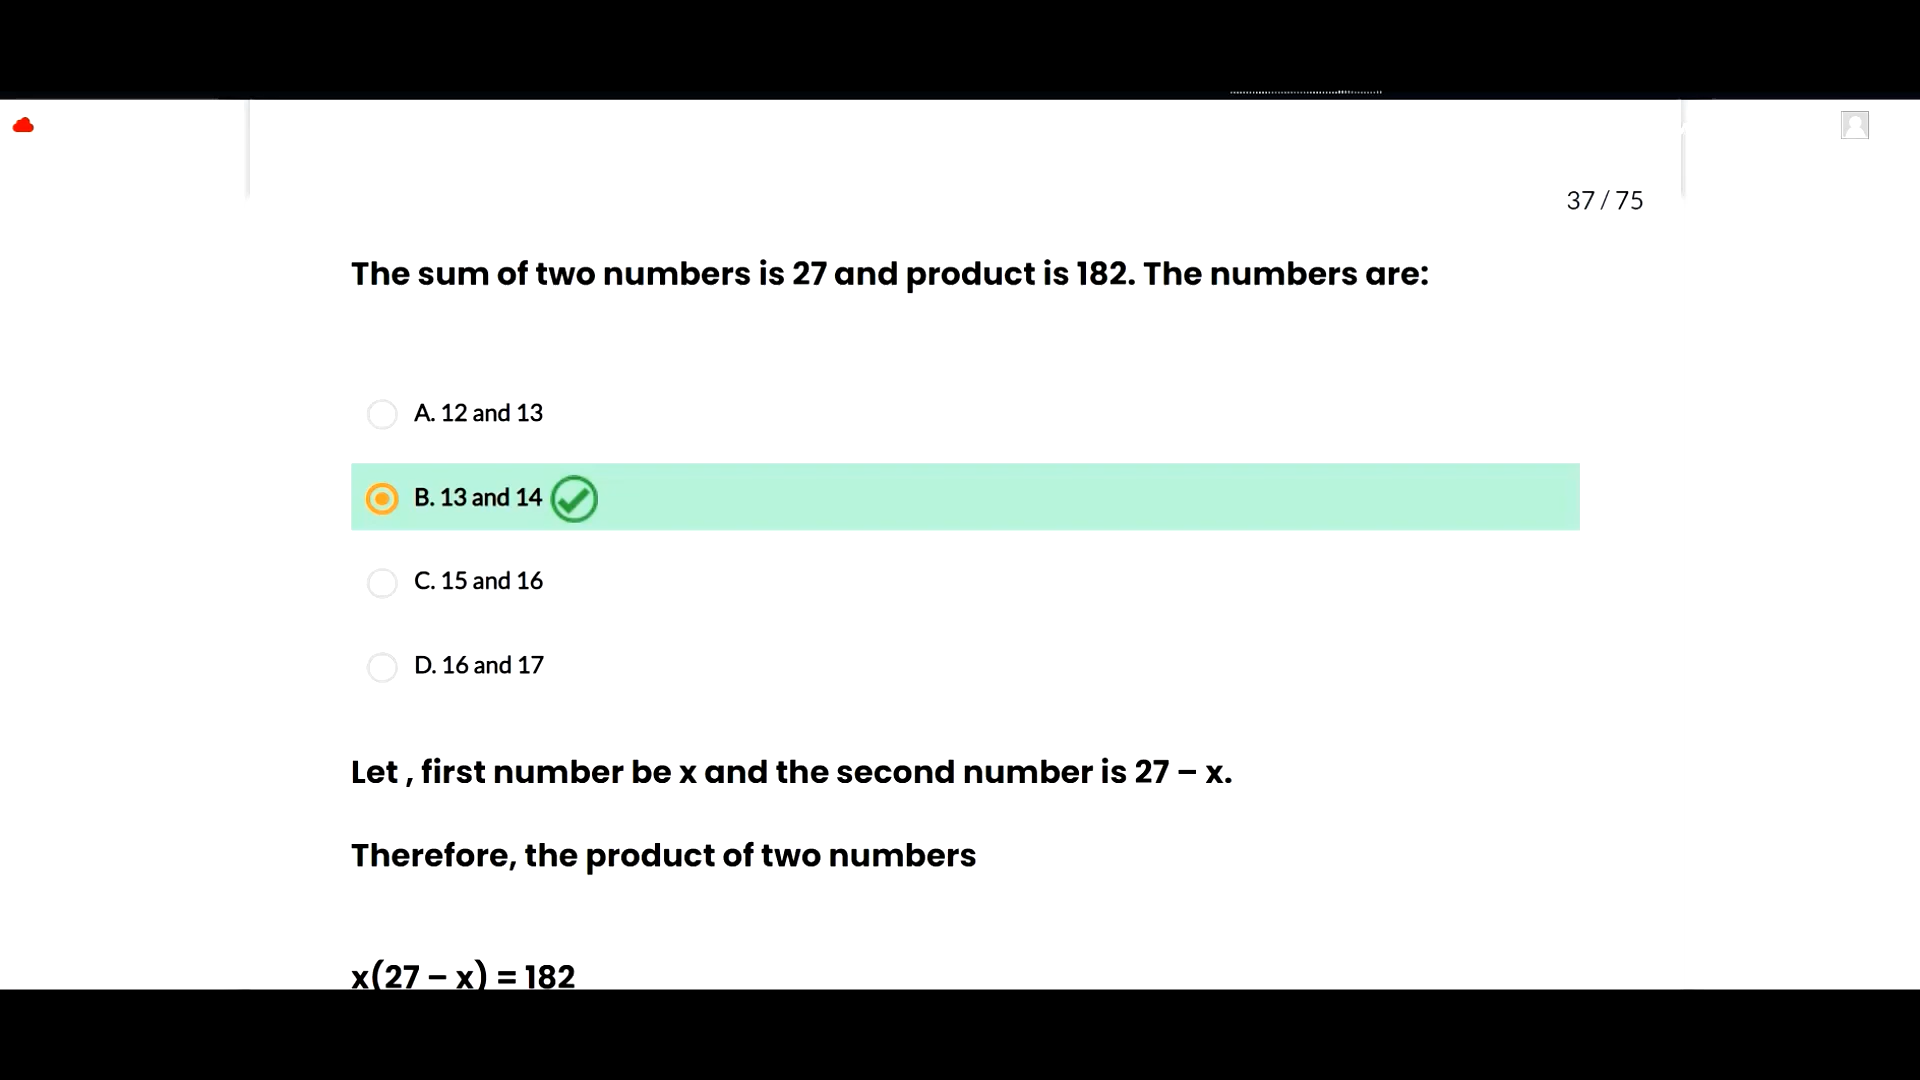 37 / 75
The sum of two numbers is 27 and product is 182. The numbers are:
A. 12 and 13
B. 13 and 14
C. 15 and 16
D. 16 and 17
Let , first number be x and the second number is 27 – x.
Therefore, the product of two numbers
x(27 – x) = 182